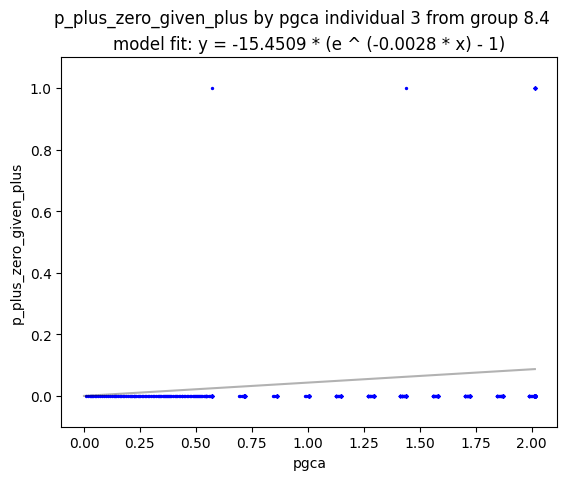 p_plus_zero_given_plus by pgca individual 3 from group 8.4
model fit: y = -15.4509 * (e ^ (-0.0028 * x) - 1)
1.0
0.8
0.6
0.4
0.2
0.0
p_plus_zero_given_plus
0.00 0.25 0.50 0.75 1.00 1.25 1.50 1.75 2.00
pgca